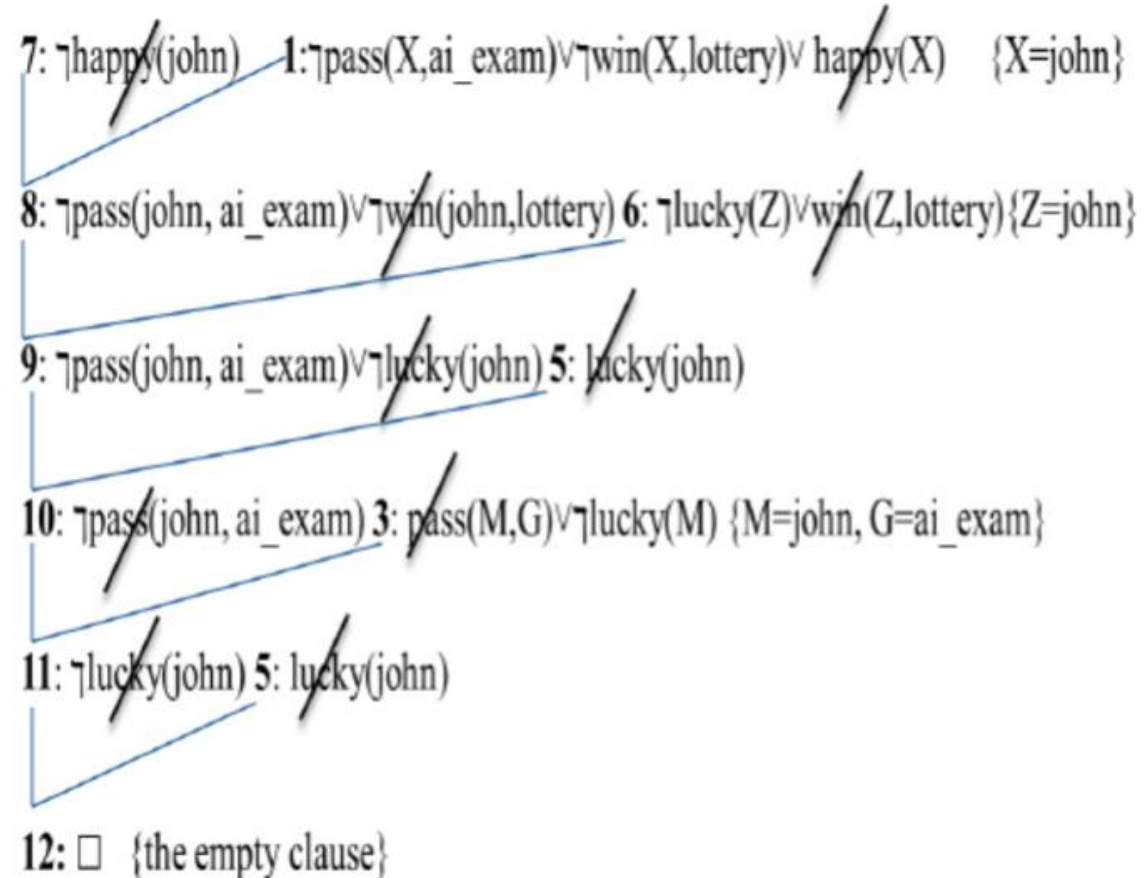 7: ¬happy(john) 1:¬pass(X,ai_exam)∨¬win(X,lottery)∨ happy(X) {X=john}
8: ¬pass(john, ai_exam)∨¬win(john,lottery) 6: ¬lucky(Z)∨win(Z,lottery){Z=john}
9: ¬pass(john, ai_exam)∨¬lucky(john) 5: lucky(john)
10: ¬pass(john, ai_exam) 3: pass(M,G)∨¬lucky(M) {M=john, G=ai_exam}
11: ¬lucky(john) 5: lucky(john)
12: □ {the empty clause}